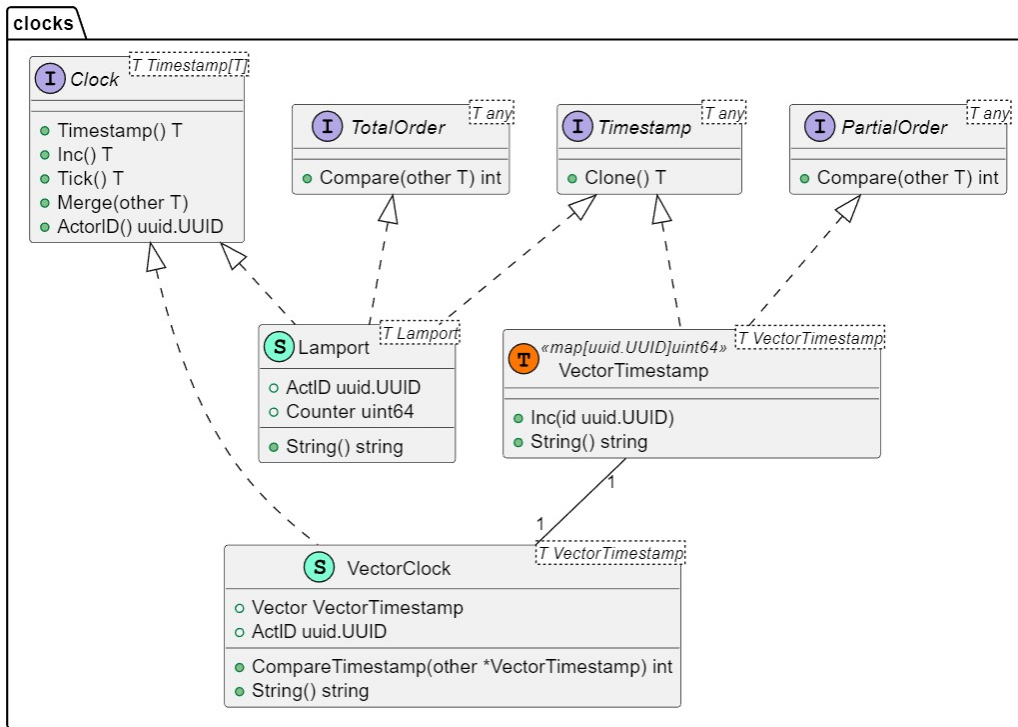 clocks
I Clock
T Timestamp[T]
Timestamp() T
Inc() T
Tick() T
Merge(other T)
ActorID() uuid.UUID
I TotalOrder
T any
Compare(other T) int
I Timestamp
T any
Clone() T
I PartialOrder
T any
Compare(other T) int
S Lamport
T Lamport
ActID uuid.UUID
Counter uint64
String() string
T «map[uuid.UUID]uint64»
VectorTimestamp
T VectorTimestamp
Inc(id uuid.UUID)
String() string
1
1
S VectorClock
T VectorTimestamp
Vector VectorTimestamp
ActID uuid.UUID
CompareTimestamp(other *VectorTimestamp) int
String() string